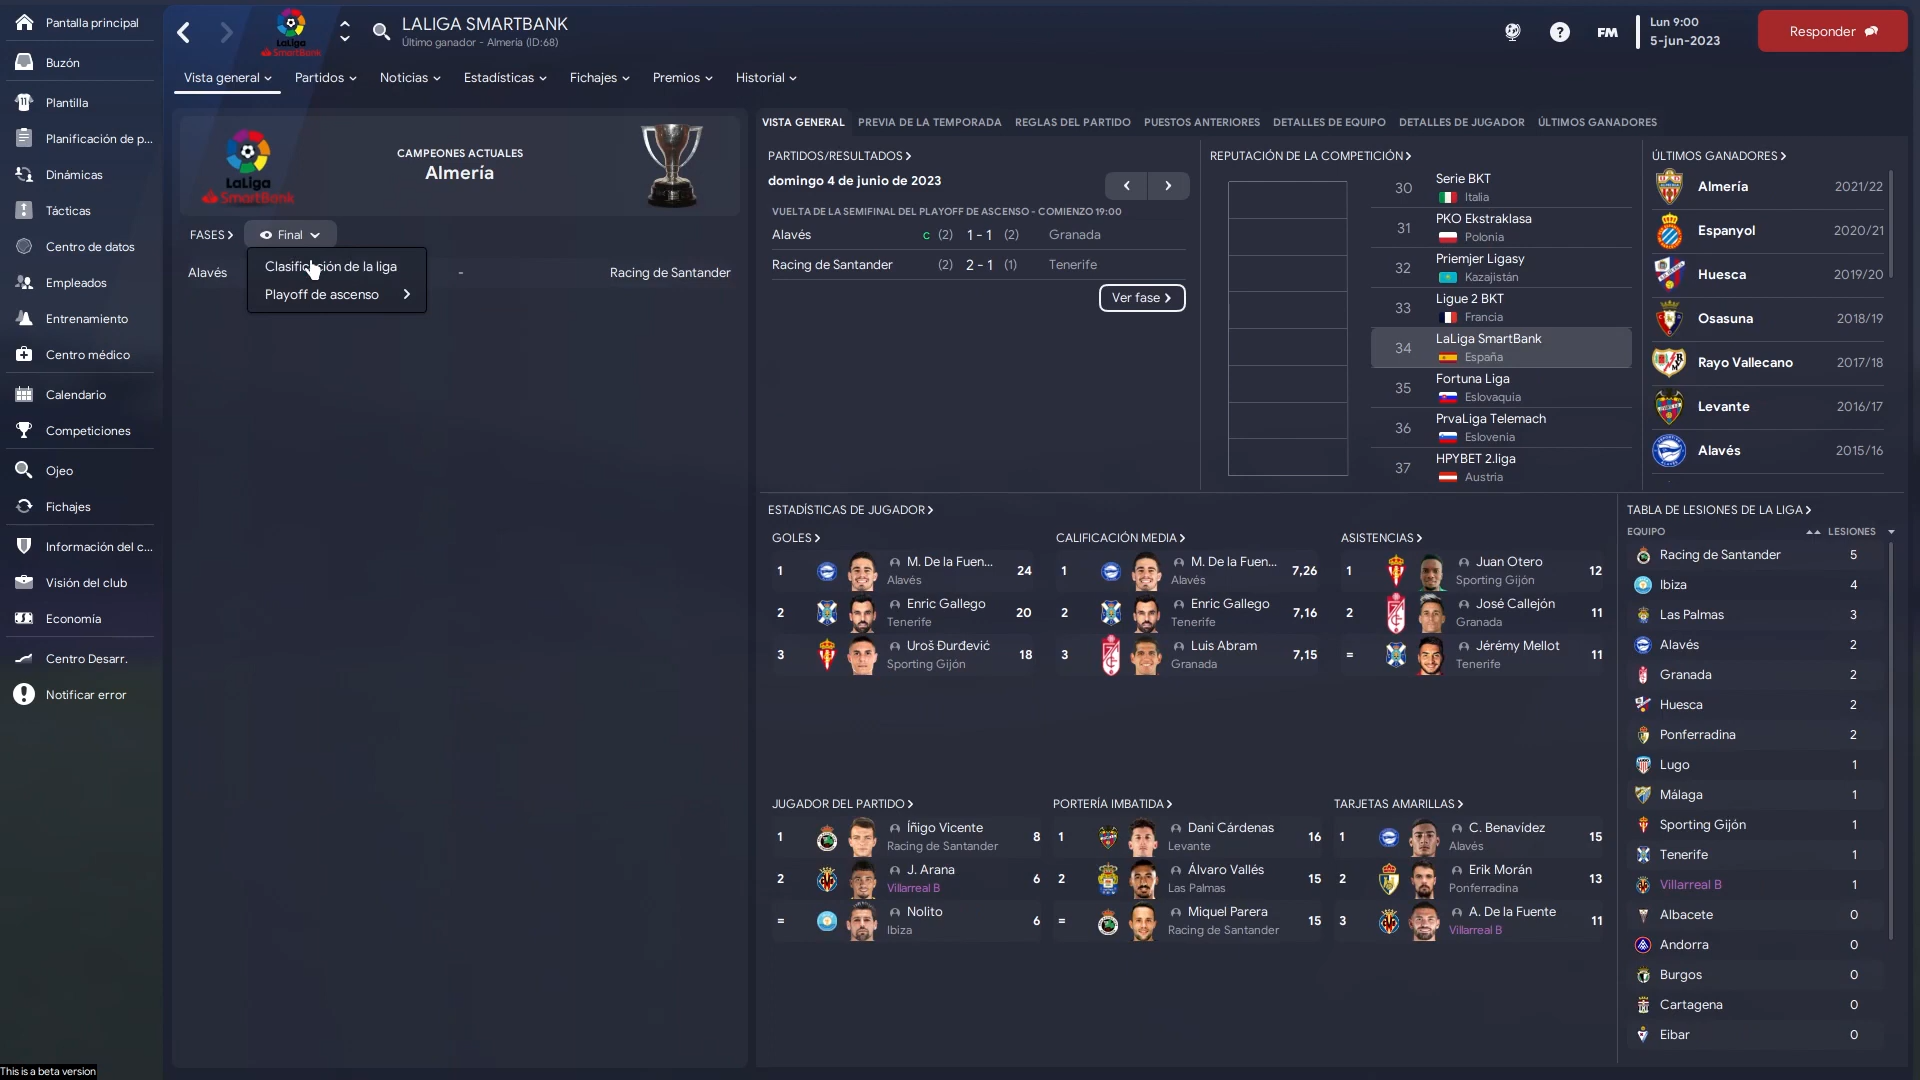 Pantalla principal
Buzón
Plantilla
Planificación de p...
Dinámicas
Tácticas
Centro de datos
Empleados
Entrenamiento
Centro médico
Calendario
Competiciones
Ojeo
Fichajes
Información del c...
Visión del club
Economía
Centro Desarr.
Notificar error
This is a beta version
LaLiga
SmartBank
LALIGA SMARTBANK
Último ganador - Almería (ID:68)
FM
Lun 9:00
5-jun-2023
Responder
Vista general
Partidos
Noticias
Estadísticas
Fichajes
Premios
Historial
LaLiga
SmartBank
CAMPEONES ACTUALES
Almería
FASES
Final
Clasificación de la liga
Playoff de ascenso
Alavés - Racing de Santander
VISTA GENERAL
PREVIA DE LA TEMPORADA
REGLAS DEL PARTIDO
PUESTOS ANTERIORES
DETALLES DE EQUIPO
DETALLES DE JUGADOR
ÚLTIMOS GANADORES
PARTIDOS/RESULTADOS
domingo 4 de junio de 2023
VUELTA DE LA SEMIFINAL DEL PLAYOFF DE ASCENSO - COMIENZO 19:00
Alavés c (2) 1 - 1 (2) Granada
Racing de Santander (2) 2 - 1 (1) Tenerife
Ver fase
REPUTACIÓN DE LA COMPETICIÓN
30 Serie BKT
Italia
31 PKO Ekstraklasa
Polonia
32 Priemjer Ligasy
Kazajistán
33 Ligue 2 BKT
Francia
34 LaLiga SmartBank
España
35 Fortuna Liga
Eslovaquia
36 PrvaLiga Telemach
Eslovenia
37 HPYBET 2.liga
Austria
ÚLTIMOS GANADORES
Almería 2021/22
Espanyol 2020/21
Huesca 2019/20
Osasuna 2018/19
Rayo Vallecano 2017/18
Levante 2016/17
Alavés 2015/16
ESTADÍSTICAS DE JUGADOR
GOLES
1 M. De la Fuen... 24
Alavés
2 Enric Gallego 20
Tenerife
3 Uroš Đurđević 18
Sporting Gijón
CALIFICACIÓN MEDIA
1 M. De la Fuen... 7,26
Alavés
2 Enric Gallego 7,16
Tenerife
3 Luis Abram 7,15
Granada
ASISTENCIAS
1 Juan Otero 12
Sporting Gijón
2 José Callejón 11
Granada
= Jérémy Mellot 11
Tenerife
JUGADOR DEL PARTIDO
1 Íñigo Vicente 8
Racing de Santander
2 J. Arana 6
Villarreal B
= Nolito 6
Ibiza
PORTERÍA IMBATIDA
1 Dani Cárdenas 16
Levante
2 Álvaro Vallés 15
Las Palmas
= Miquel Parera 15
Racing de Santander
TARJETAS AMARILLAS
1 C. Benavídez 15
Alavés
2 Erik Morán 13
Ponferradina
3 A. De la Fuente 11
Villarreal B
TABLA DE LESIONES DE LA LIGA
EQUIPO LESIONES
Racing de Santander 5
Ibiza 4
Las Palmas 3
Alavés 2
Granada 2
Huesca 2
Ponferradina 2
Lugo 1
Málaga 1
Sporting Gijón 1
Tenerife 1
Villarreal B 1
Albacete 0
Andorra 0
Burgos 0
Cartagena 0
Eibar 0